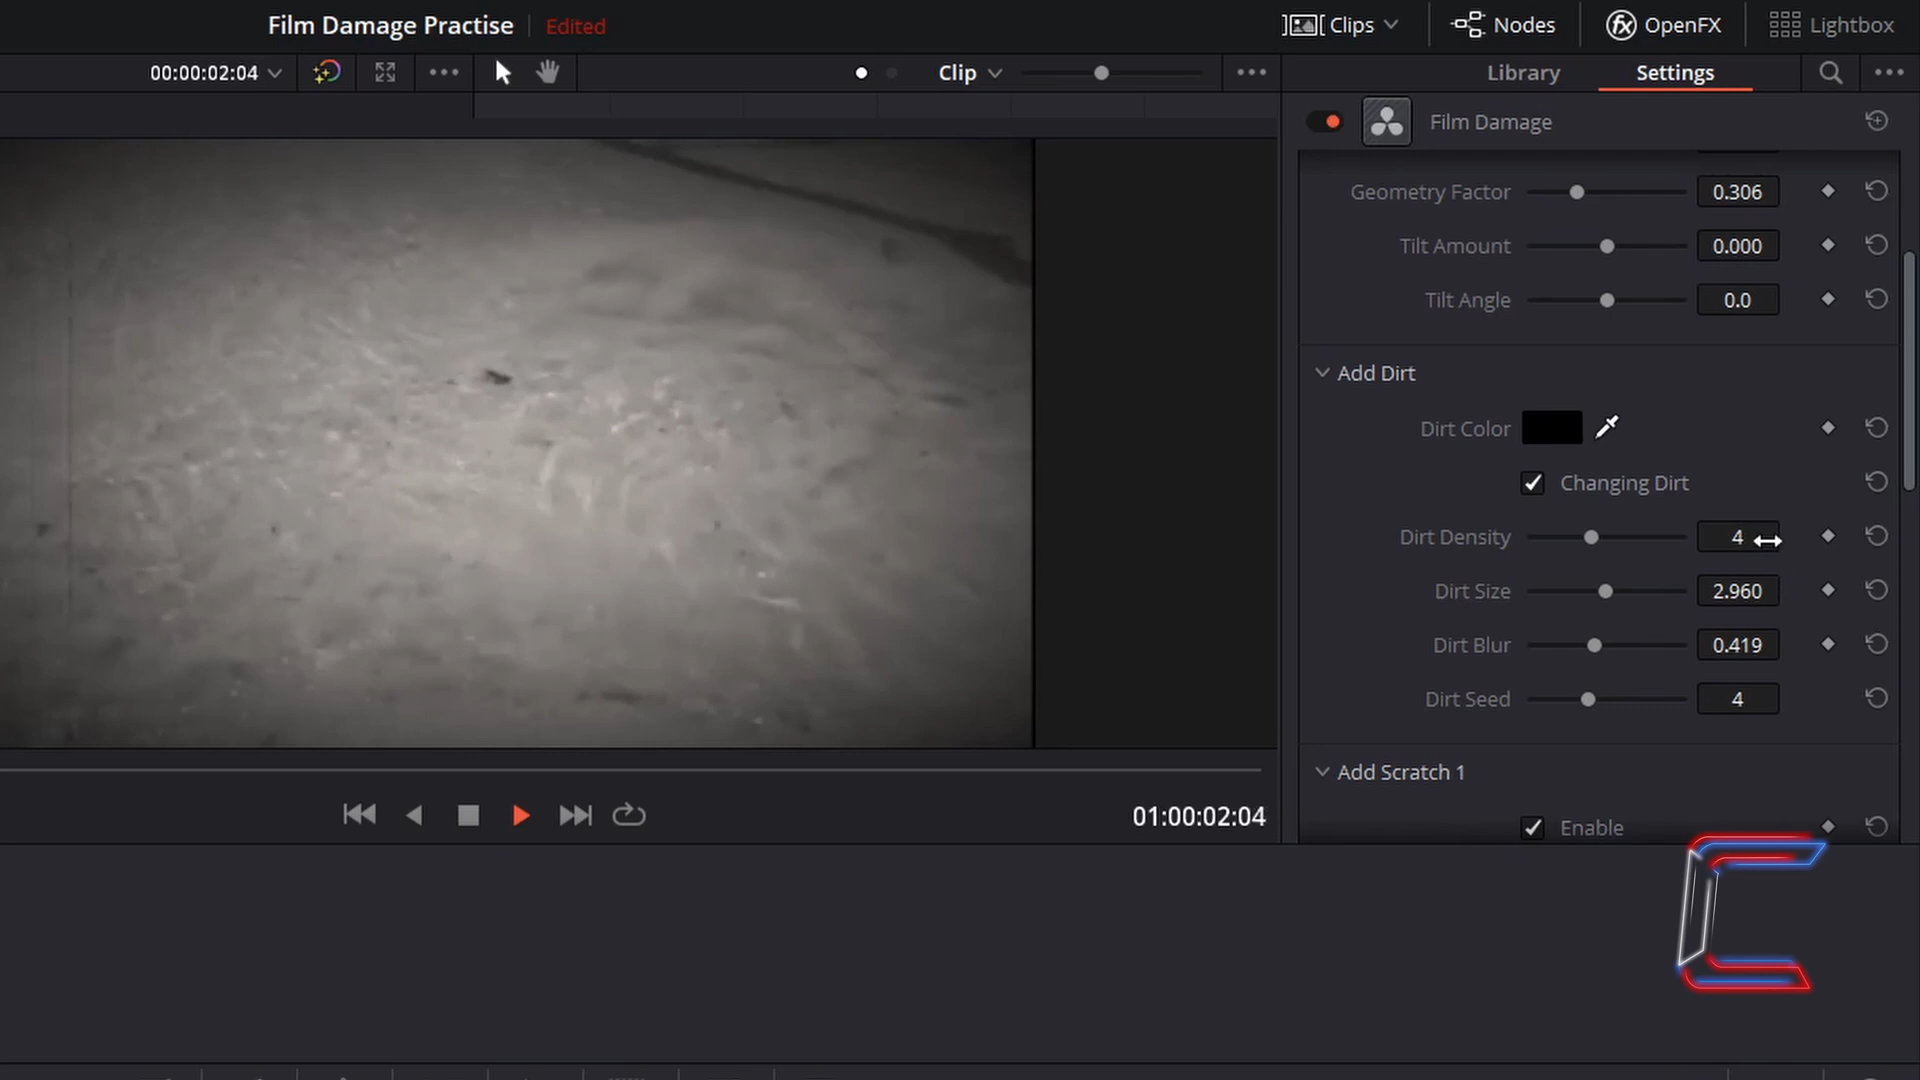 Film Damage Practise Edited
Clips Nodes OpenFX Lightbox
00:00:02:04 Clip Library Settings
Film Damage
Geometry Factor 0.306
Tilt Amount 0.000
Tilt Angle 0.0
Add Dirt
Dirt Color
Changing Dirt
Dirt Density 4
Dirt Size 2.960
Dirt Blur 0.419
Dirt Seed 4
Add Scratch 1
01:00:02:04
Enable